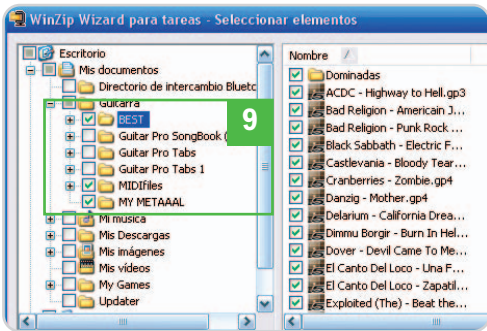 WinZip Wizard para tareas - Seleccionar elementos
Escritorio
Mis documentos
Directorio de intercambio Bluetc
Guitarra
BEST
Guitar Pro SongBook (
Guitar Pro Tabs
Guitar Pro Tabs 1
MIDIfiles
MY METAAAL
Mi música
Mis Descargas
Mis imágenes
Mis vídeos
My Games
Updater
9
Nombre
Dominadas
ACDC - Highway to Hell.gp3
Bad Religion - Americain J...
Bad Religion - Punk Rock ...
Black Sabbath - Electric F...
Castlevania - Bloody Tear...
Cranberries - Zombie.gp4
Danzig - Mother.gp4
Delarium - California Drea...
Dimmu Borgir - Burn In Hel...
Dover - Devil Came To Me...
El Canto Del Loco - Una F...
El Canto Del Loco - Zapatil...
Exploited (The) - Beat the...